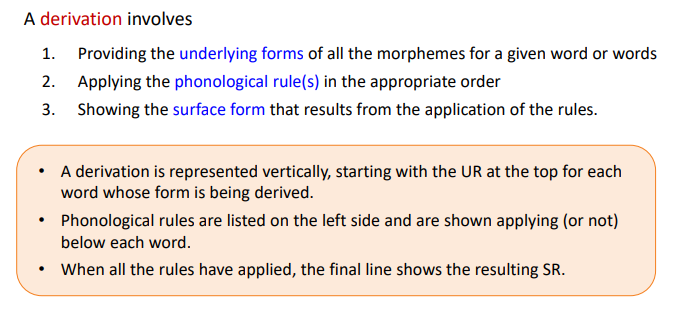 A derivation involves
1. Providing the underlying forms of all the morphemes for a given word or words
2. Applying the phonological rule(s) in the appropriate order
3. Showing the surface form that results from the application of the rules.
• A derivation is represented vertically, starting with the UR at the top for each
word whose form is being derived.
• Phonological rules are listed on the left side and are shown applying (or not)
below each word.
• When all the rules have applied, the final line shows the resulting SR.